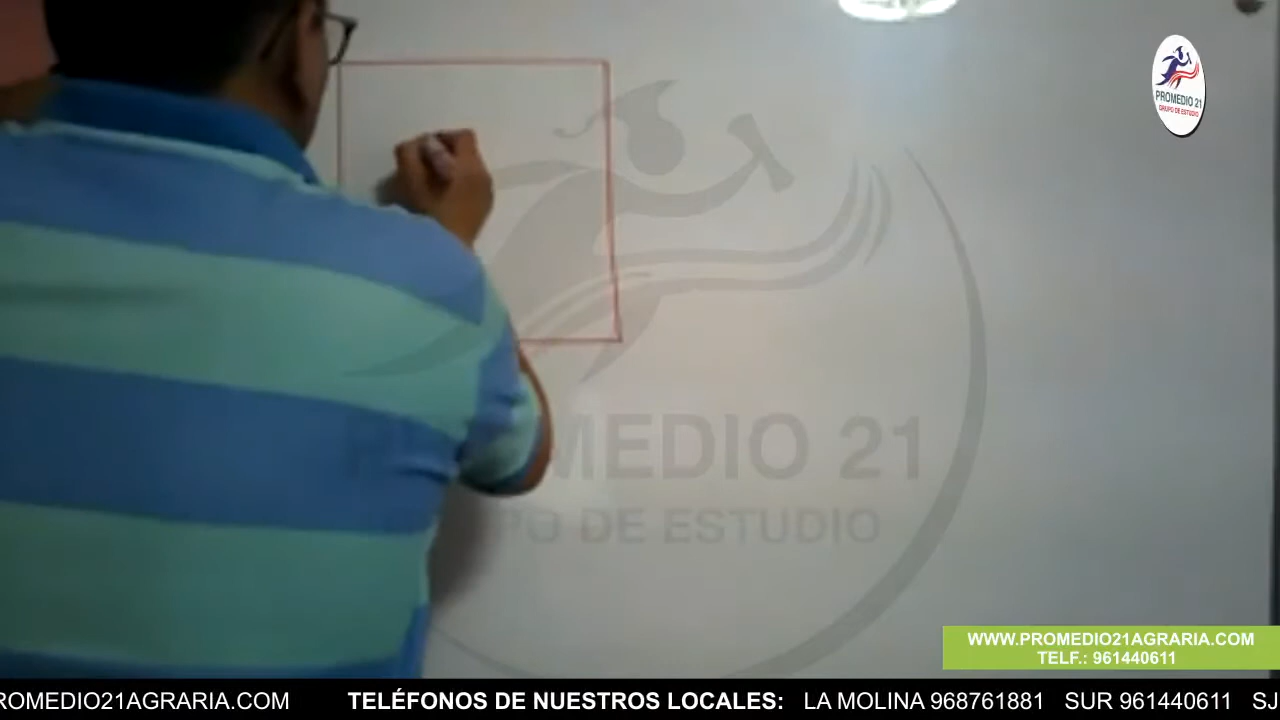 PROMEDIO 21
GRUPO DE ESTUDIO
MEDIO 21
PO DE ESTUDIO
WWW.PROMEDIO21AGRARIA.COM
TELF.: 961440611
ROMEDIO21AGRARIA.COM TELÉFONOS DE NUESTROS LOCALES: LA MOLINA 968761881 SUR 961440611 SJ